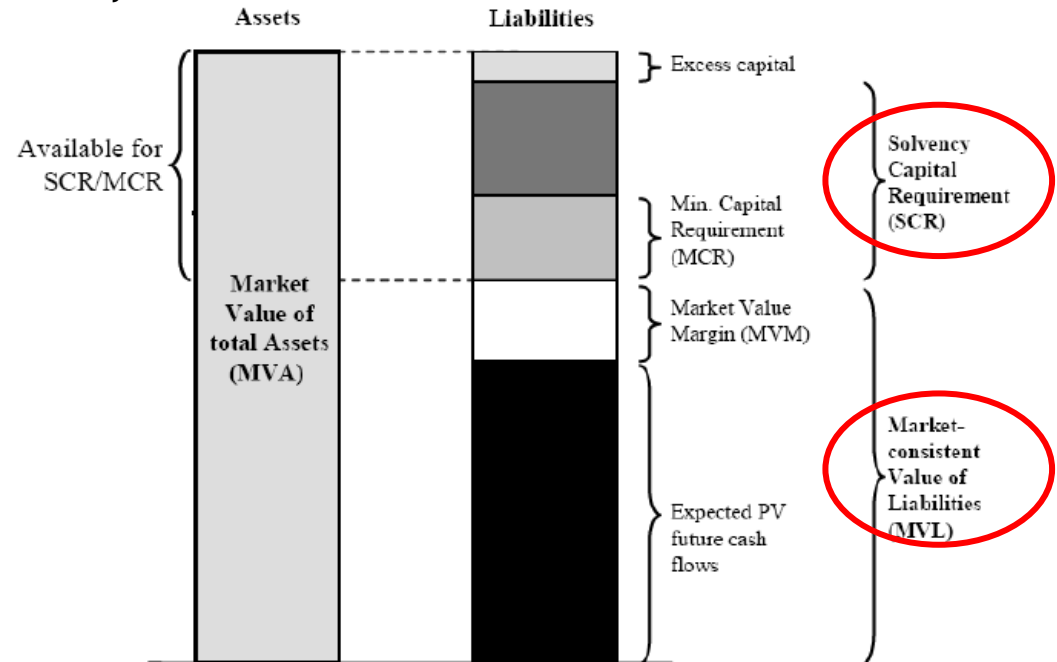 Assets
Liabilities
Excess capital
Available for
SCR/MCR
Solvency
Capital
Requirement
(SCR)
Min. Capital
Requirement
(MCR)
Market
Value of
total Assets
(MVA)
Market Value
Margin (MVM)
Market-
consistent
Value of
Liabilities
(MVL)
Expected PV
future cash
flows